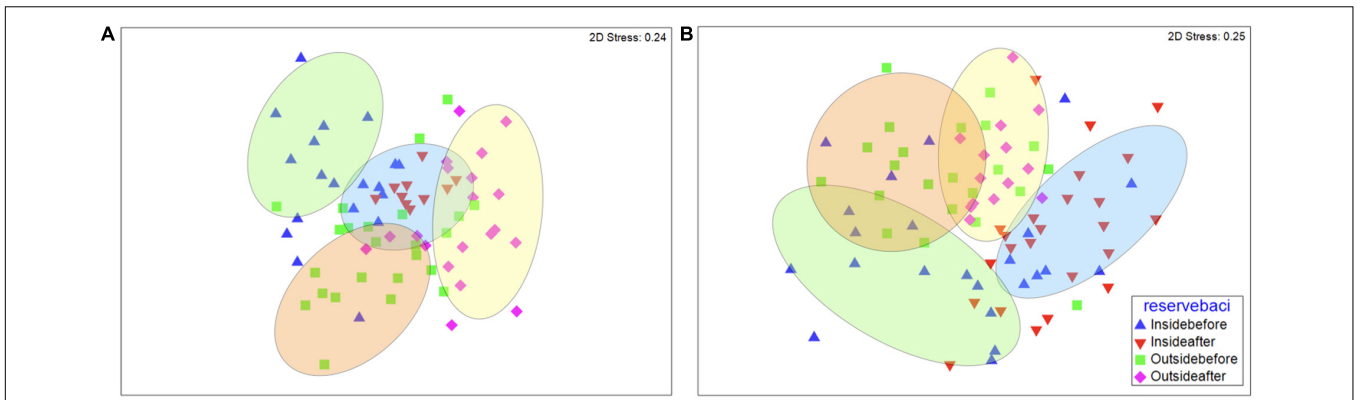 A
2D Stress: 0.24
B
2D Stress: 0.25
reservebaci
Insidebefore
Insideafter
Outsidebefore
Outsideafter